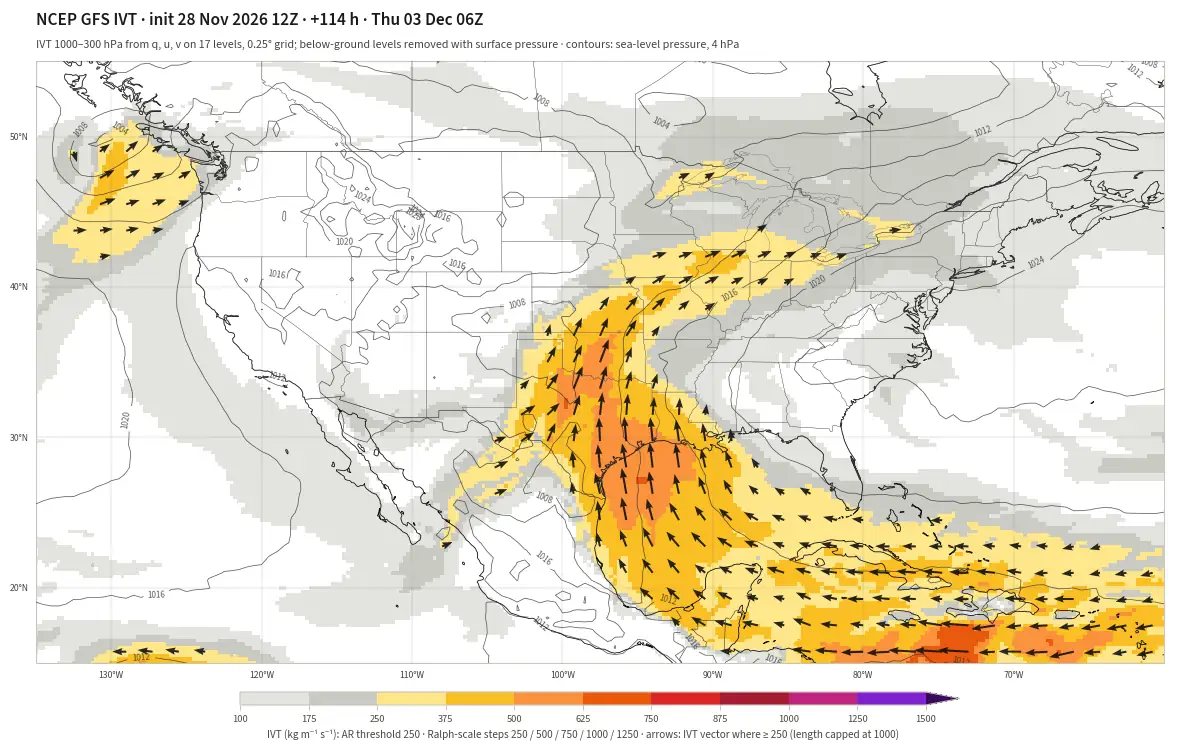 NCEP GFS IVT · init 28 Nov 2026 12Z · +114 h · Thu 03 Dec 06Z
IVT 1000–300 hPa from q, u, v on 17 levels, 0.25° grid; below-ground levels removed with surface pressure · contours: sea-level pressure, 4 hPa
1008
1012
1008
1004
1012
50°N
1008
1004
1024
1016
1020
1016
1016
1024
1020
1016
1008
40°N
1012
1020
30°N
1008
1016
20°N
1016
1012
1012
1016
1016
1012
1012
130°W
120°W
110°W
100°W
90°W
80°W
70°W
100
175
250
375
500
625
750
875
1000
1250
1500
IVT (kg m⁻¹ s⁻¹): AR threshold 250 · Ralph-scale steps 250 / 500 / 750 / 1000 / 1250 · arrows: IVT vector where ≥ 250 (length capped at 1000)